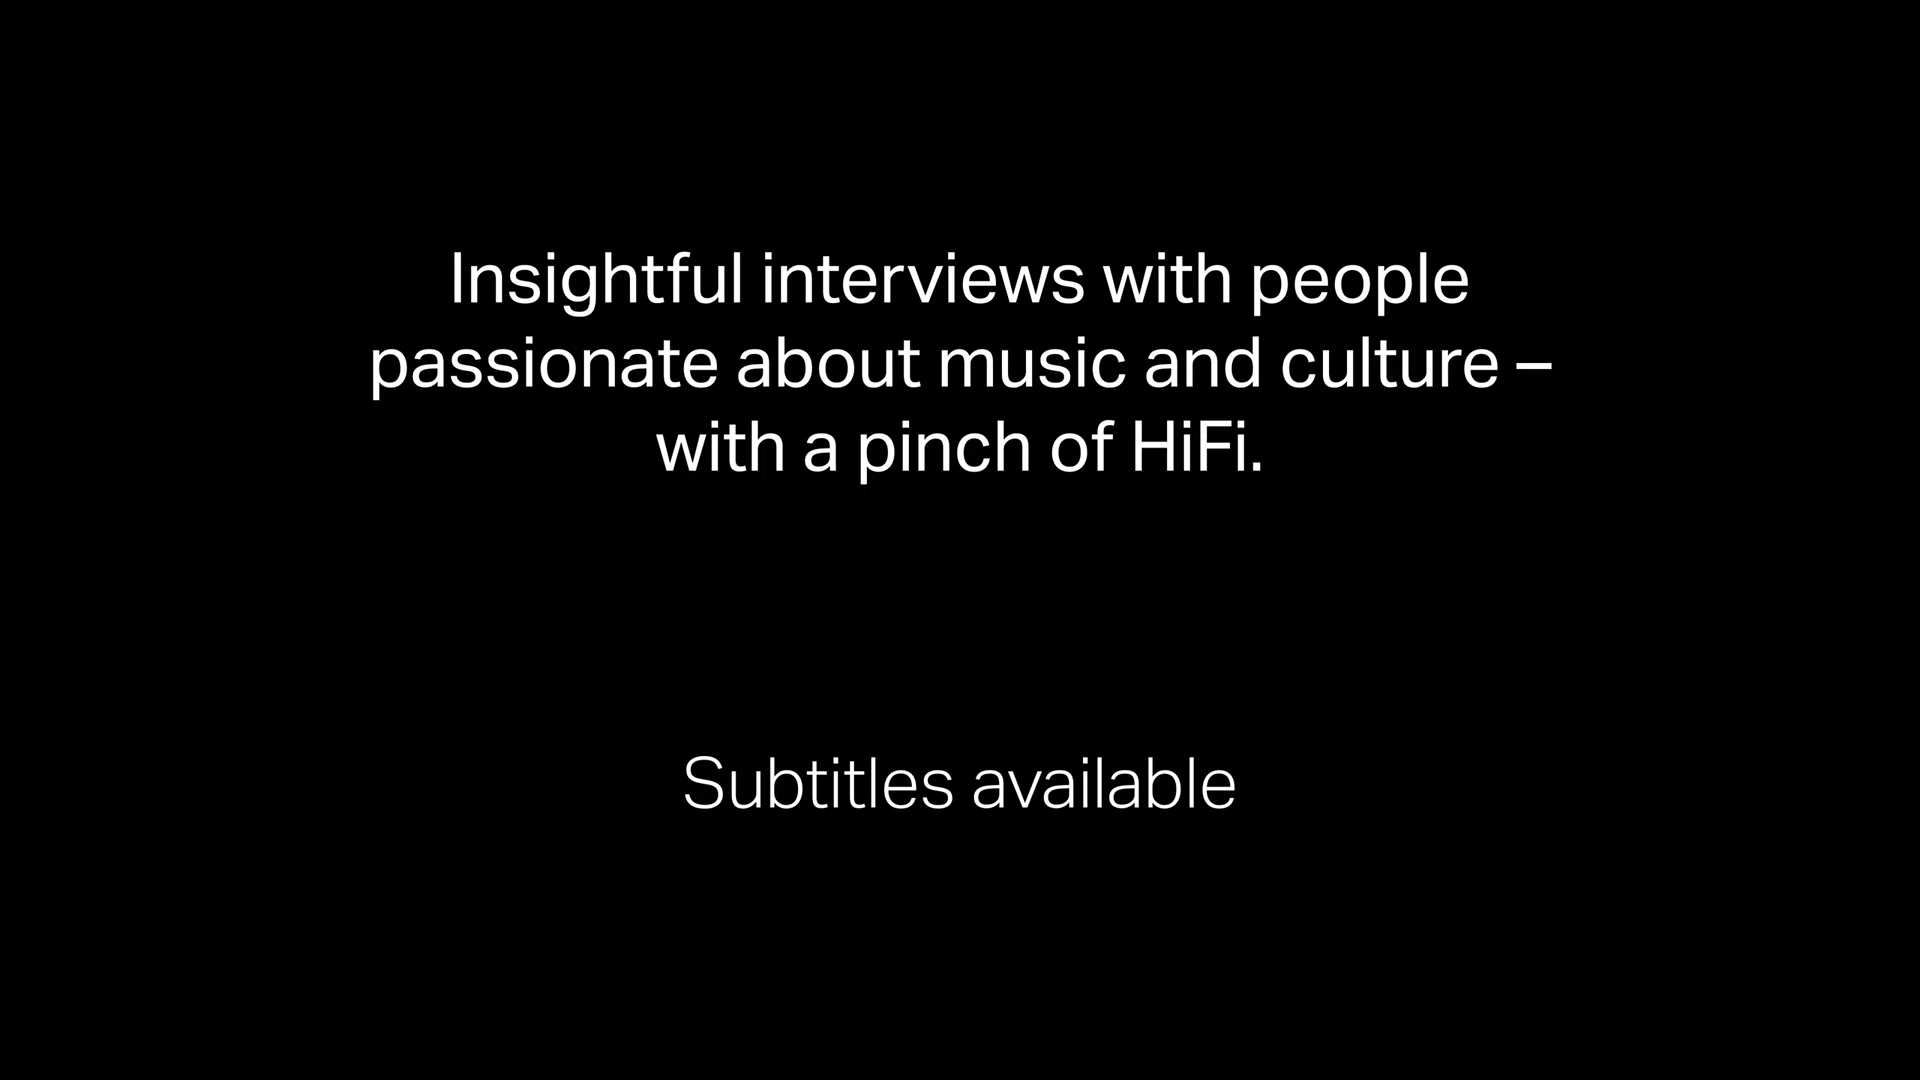 Insightful interviews with people
passionate about music and culture –
with a pinch of HiFi.
Subtitles available